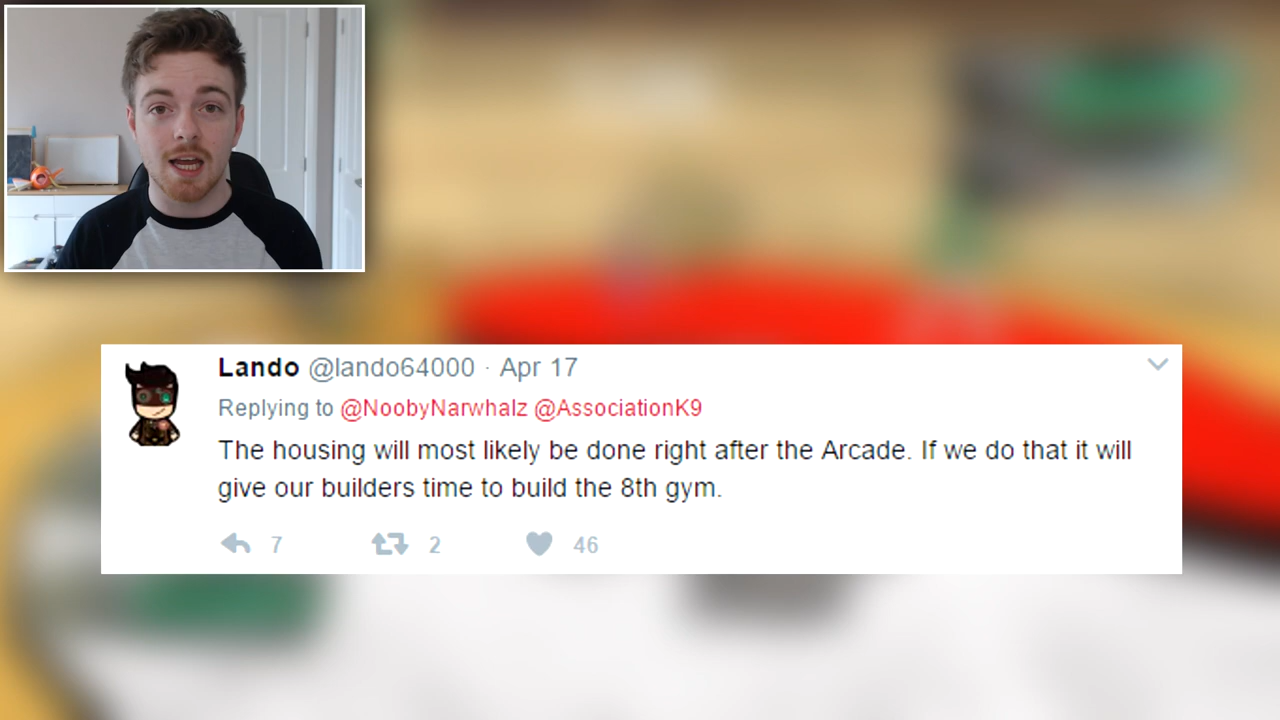 Lando @lando64000 · Apr 17
Replying to @NoobyNarwhalz @AssociationK9
The housing will most likely be done right after the Arcade. If we do that it will
give our builders time to build the 8th gym.
7 2 46